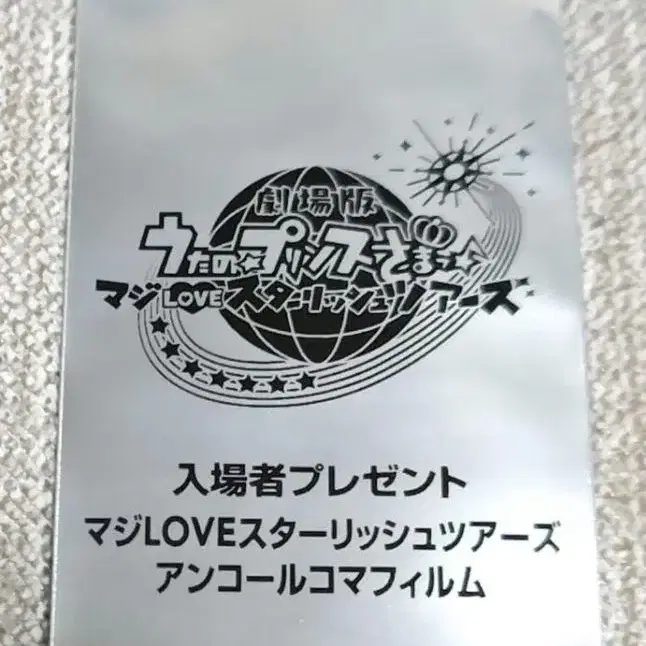 劇場版
うたの☆プリンスさまっ♪
マジLOVEスターリッシュツアーズ
入場者プレゼント
マジLOVEスターリッシュツアーズ
アンコールコマフィルム